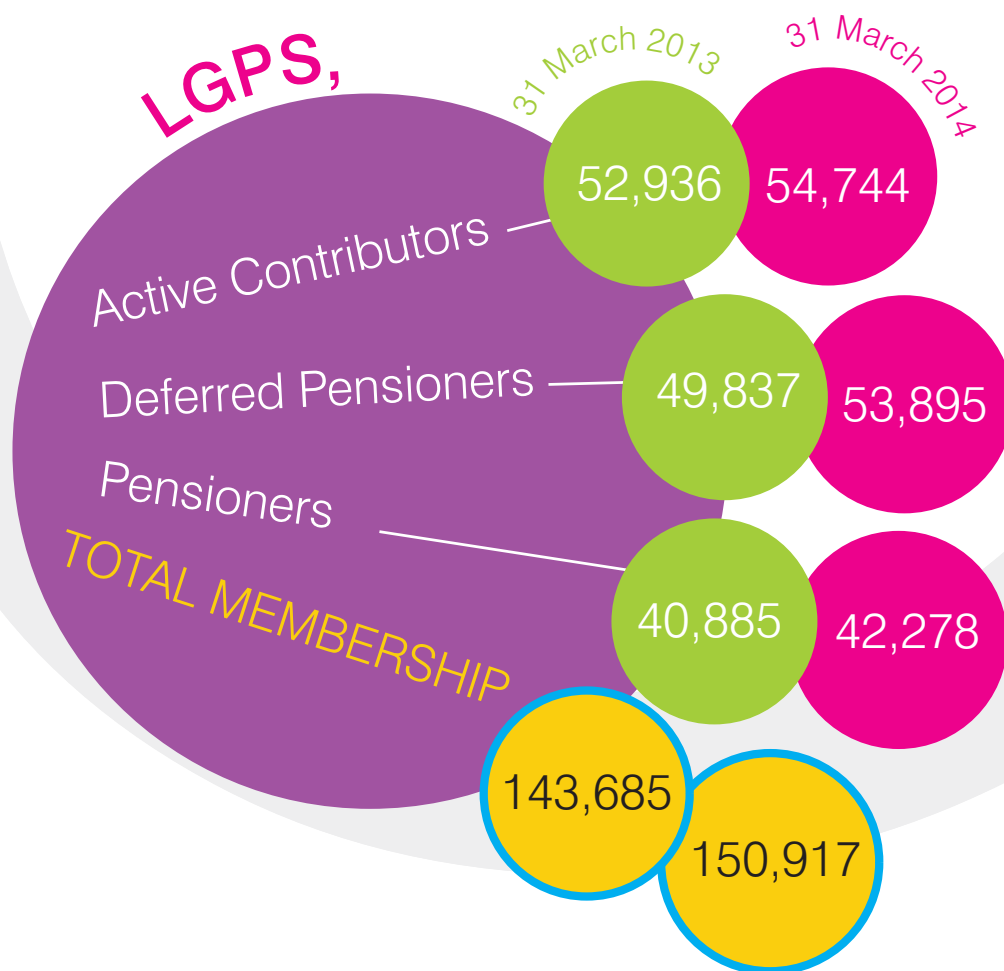 LGPS,
31 March 2013
31 March 2014
Active Contributors
52,936
54,744
Deferred Pensioners
49,837
53,895
Pensioners
40,885
42,278
TOTAL MEMBERSHIP
143,685
150,917